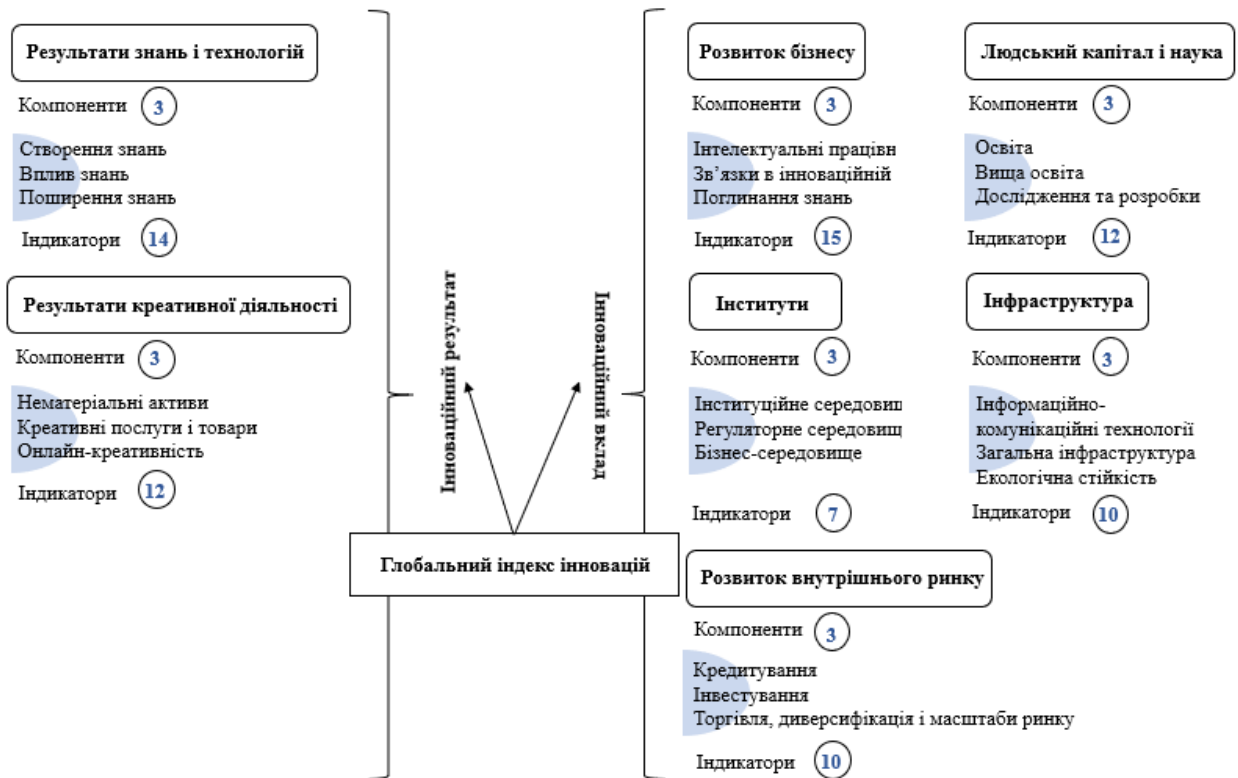 Результати знань і технологій
Компоненти 3
Створення знань
Вплив знань
Поширення знань
Індикатори 14
Результати креативної діяльності
Компоненти 3
Нематеріальні активи
Креативні послуги і товари
Онлайн-креативність
Індикатори 12
Інноваційний результат
Інноваційний вклад
Глобальний індекс інновацій
Розвиток бізнесу
Компоненти 3
Інтелектуальні працівн
Зв’язки в інноваційній
Поглинання знань
Індикатори 15
Людський капітал і наука
Компоненти 3
Освіта
Вища освіта
Дослідження та розробки
Індикатори 12
Інститути
Компоненти 3
Інституційне середовищ
Регуляторне середовищ
Бізнес-середовище
Індикатори 7
Інфраструктура
Компоненти 3
Інформаційно-
комунікаційні технології
Загальна інфраструктура
Екологічна стійкість
Індикатори 10
Розвиток внутрішнього ринку
Компоненти 3
Кредитування
Інвестування
Торгівля, диверсифікація і масштаби ринку
Індикатори 10